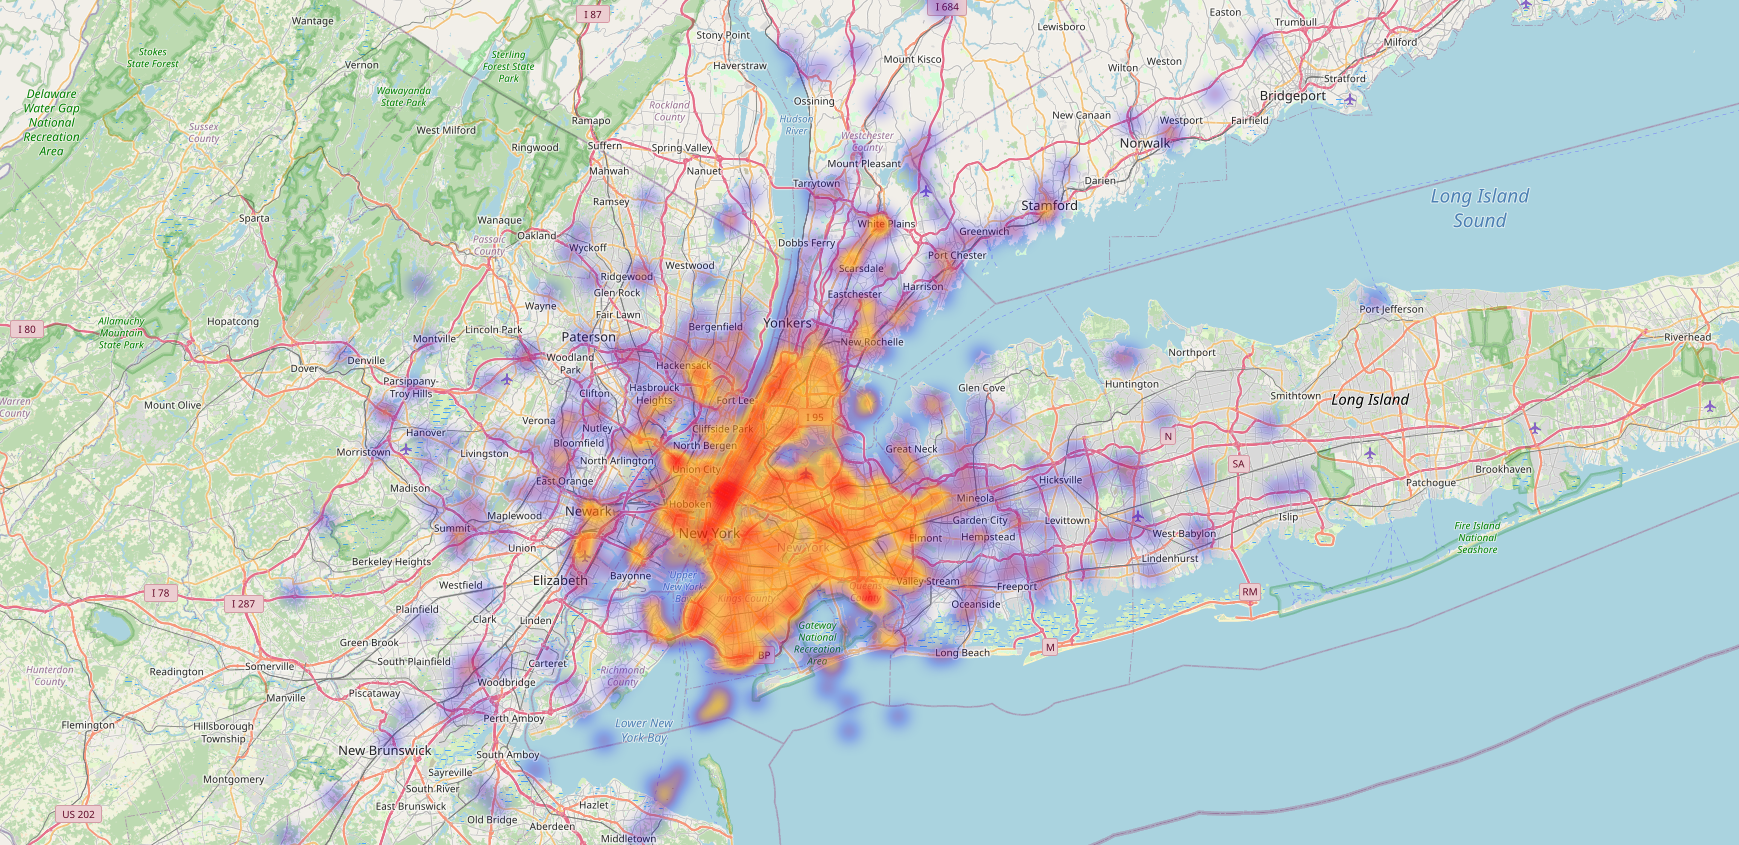 I 87
I 684
Easton
Trumbull
Wantage
Stony Point
Lewisboro
Milford
Stokes
State Forest
Sterling
Forest State
Park
Vernon
Haverstraw
Mount Kisco
Wilton
Weston
Stratford
Delaware
Water Gap
National
Recreation
Area
Wawayanda
State Park
Rockland
County
Ossining
Bridgeport
Sussex
County
West Milford
Ramapo
Hudson
River
New Canaan
Westport
Fairfield
Ringwood
Suffern
Spring Valley
Westchester
County
Norwalk
Mahwah
Nanuet
Mount Pleasant
Tarrytown
Darien
Ramsey
Stamford
Long Island
Sound
Sparta
Wanaque
White Plains
Oakland
Passaic
County
Wyckoff
Dobbs Ferry
Greenwich
Port Chester
Westwood
Scarsdale
Ridgewood
Glen Rock
Eastchester
Harrison
Wayne
Fair Lawn
Port Jefferson
I 80
Allamuchy
Mountain
State Park
Hopatcong
Lincoln Park
Paterson
Bergenfield
Yonkers
Riverhead
Montville
New Rochelle
Denville
Woodland
Park
Northport
Dover
Hackensack
Parsippany-
Troy Hills
Clifton
Hasbrouck
Heights
Fort Lee
Glen Cove
Huntington
Smithtown
Long Island
Warren
County
Mount Olive
Verona
Nutley
Cliffside Park
I 95
Hanover
Bloomfield
North Bergen
N
Morristown
Livingston
North Arlington
Union City
Great Neck
SA
Brookhaven
Madison
East Orange
Hicksville
Patchogue
Newark
Hoboken
Mineola
Maplewood
Garden City
Levittown
Islip
Summit
New York
Hempstead
West Babylon
Fire Island
National
Seashore
Union
New York
Elmont
Berkeley Heights
Lindenhurst
Elizabeth
Bayonne
Upper
New York
Bay
Valley Stream
Freeport
Westfield
Queens
County
I 78
I 287
Kings County
RM
Plainfield
Clark
Linden
Oceanside
Green Brook
Gateway
National
Recreation
Area
M
South Plainfield
Carteret
BP
Long Beach
Hunterdon
County
Readington
Somerville
Richmond
County
Woodbridge
Manville
Piscataway
Perth Amboy
Flemington
Hillsborough
Township
Lower New
York Bay
New Brunswick
South Amboy
Montgomery
Sayreville
South River
US 202
East Brunswick
Hazlet
Old Bridge
Aberdeen
Middletown